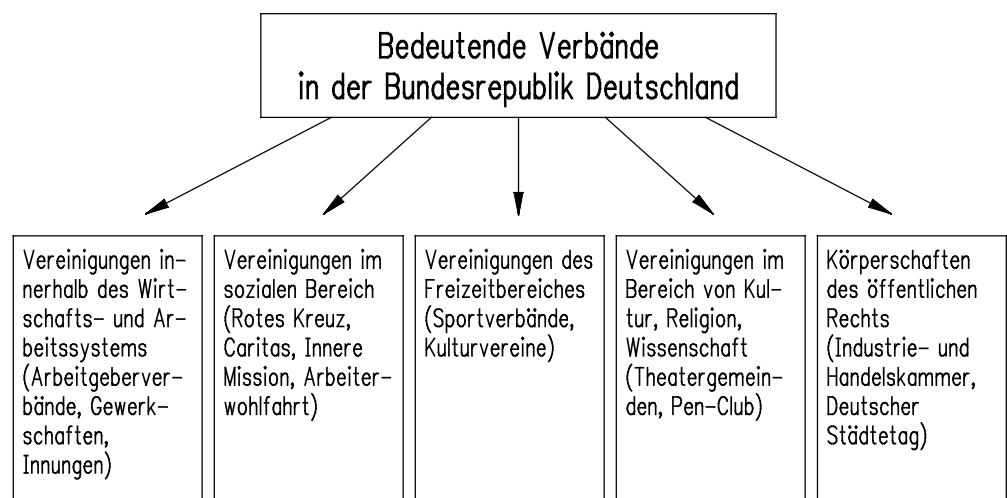 Bedeutende Verbände
in der Bundesrepublik Deutschland
Vereinigungen in-
nerhalb des Wirt-
schafts- und Ar-
beitssystems
(Arbeitgeberver-
bände, Gewerk-
schaften,
Innungen)
Vereinigungen im
sozialen Bereich
(Rotes Kreuz,
Caritas, Innere
Mission, Arbeiter-
wohlfahrt)
Vereinigungen des
Freizeitbereiches
(Sportverbände,
Kulturvereine)
Vereinigungen im
Bereich von Kul-
tur, Religion,
Wissenschaft
(Theatergemein-
den, Pen-Club)
Körperschaften
des öffentlichen
Rechts
(Industrie- und
Handelskammer,
Deutscher
Städtetag)